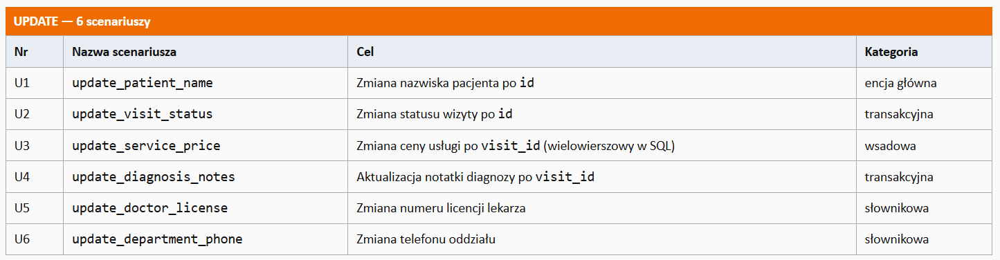 UPDATE — 6 scenariuszy
Nr Nazwa scenariusza Cel Kategoria
U1 update_patient_name Zmiana nazwiska pacjenta po id encja główna
U2 update_visit_status Zmiana statusu wizyty po id transakcyjna
U3 update_service_price Zmiana ceny usługi po visit_id (wielowierszowy w SQL) wsadowa
U4 update_diagnosis_notes Aktualizacja notatki diagnozy po visit_id transakcyjna
U5 update_doctor_license Zmiana numeru licencji lekarza słownikowa
U6 update_department_phone Zmiana telefonu oddziału słownikowa